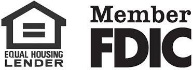 EQUAL HOUSING
LENDER
Member
FDIC